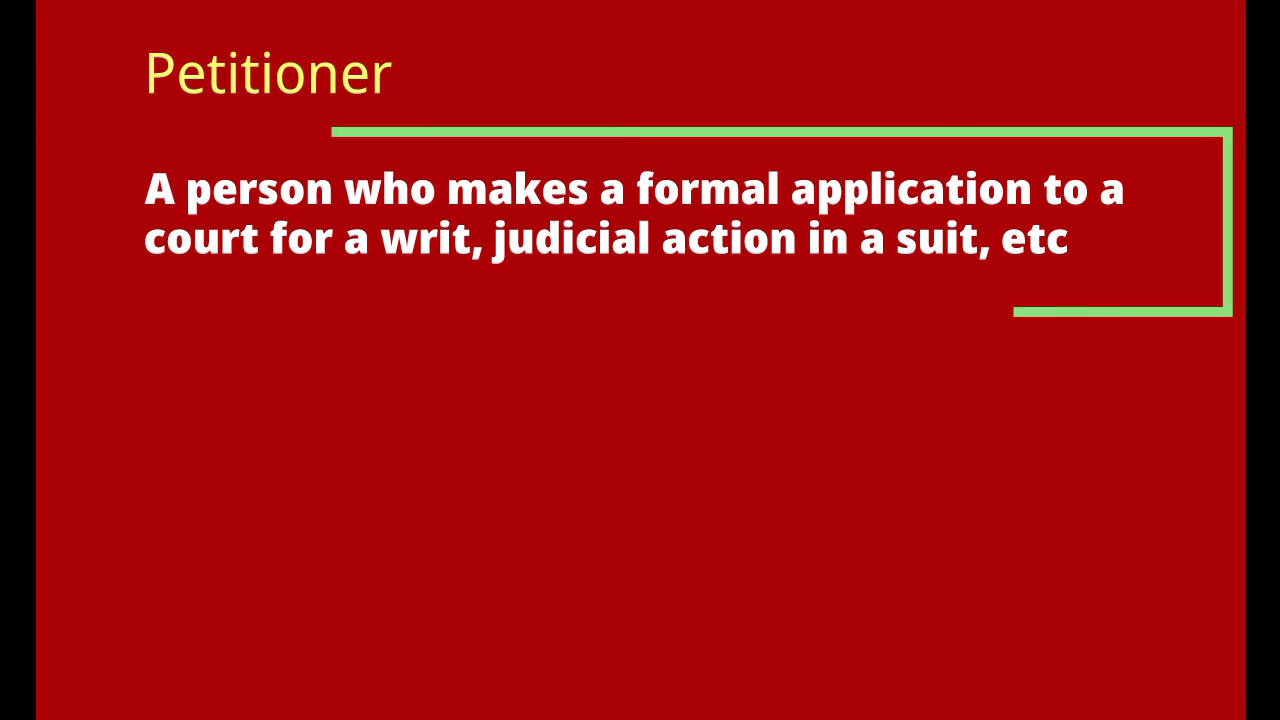 Petitioner
A person who makes a formal application to a
court for a writ, judicial action in a suit, etc